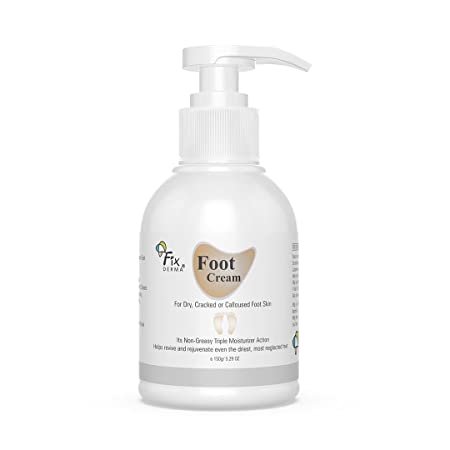 Fix
DERMA
Foot
Cream
For Dry, Cracked or Calloused Foot Skin
Its Non-Greasy Triple Moisturizer Action
Helps revive and rejuvenate even the driest, most neglected feet
e 150g/ 5.29 OZ